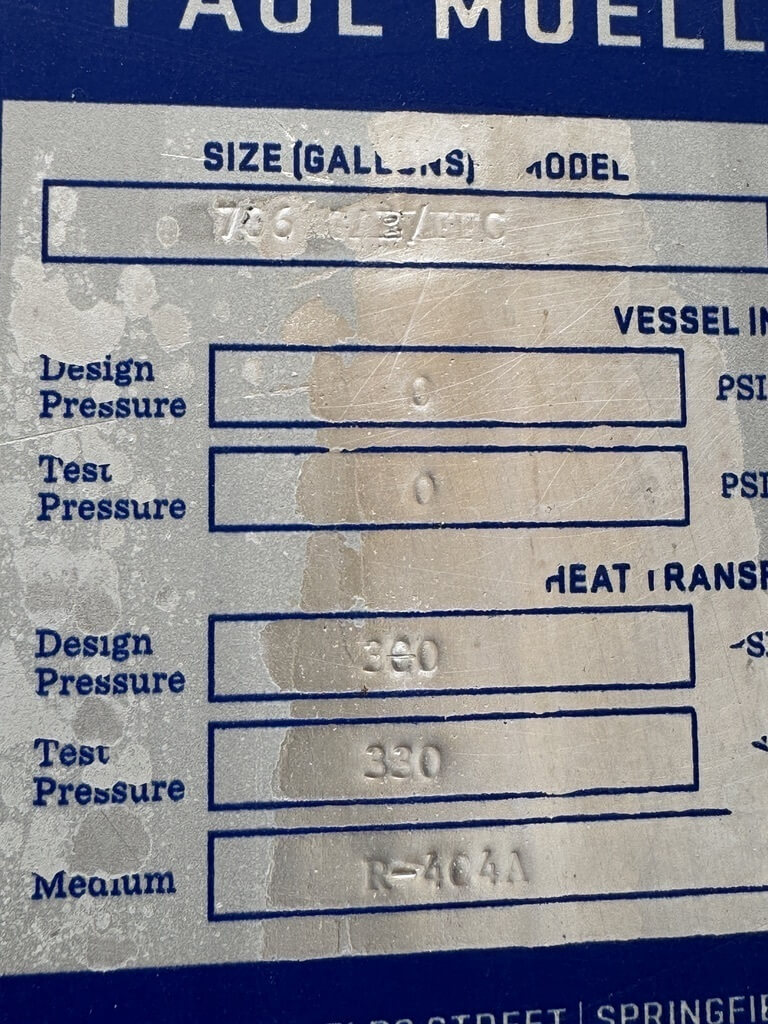 PAUL MUELL
SIZE (GALLONS) MODEL
VESSEL IN
Design
Pressure
0
PSI
Test
Pressure
0
PSI
HEAT TRANSF
Design
Pressure
300
Test
Pressure
330
Medium
R-404A
STREET | SPRINGFIE